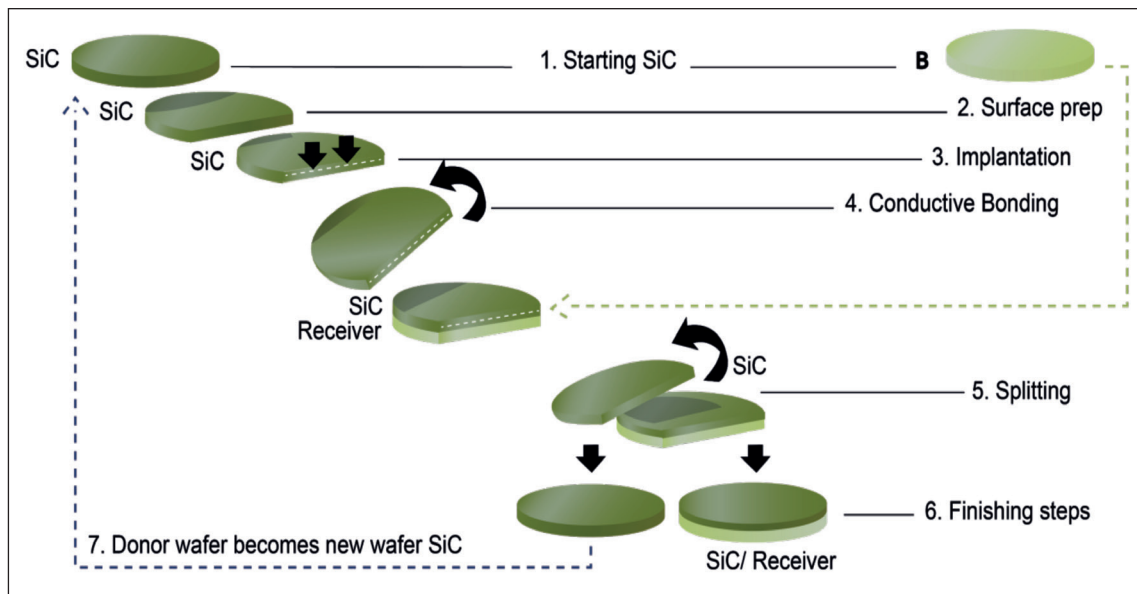 SiC
1. Starting SiC
B
SiC
2. Surface prep
SiC
3. Implantation
4. Conductive Bonding
SiC
Receiver
SiC
5. Splitting
6. Finishing steps
7. Donor wafer becomes new wafer SiC
SiC/ Receiver